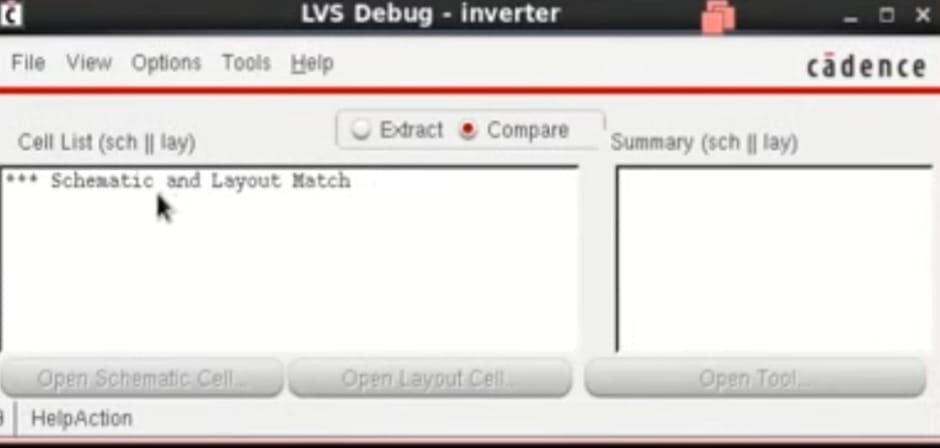 LVS Debug - inverter
File View Options Tools Help
cādence
Extract Compare
Cell List (sch || lay)
Summary (sch || lay)
*** Schematic and Layout Match
Open Schematic Cell...
Open Layout Cell...
Open Tool...
HelpAction